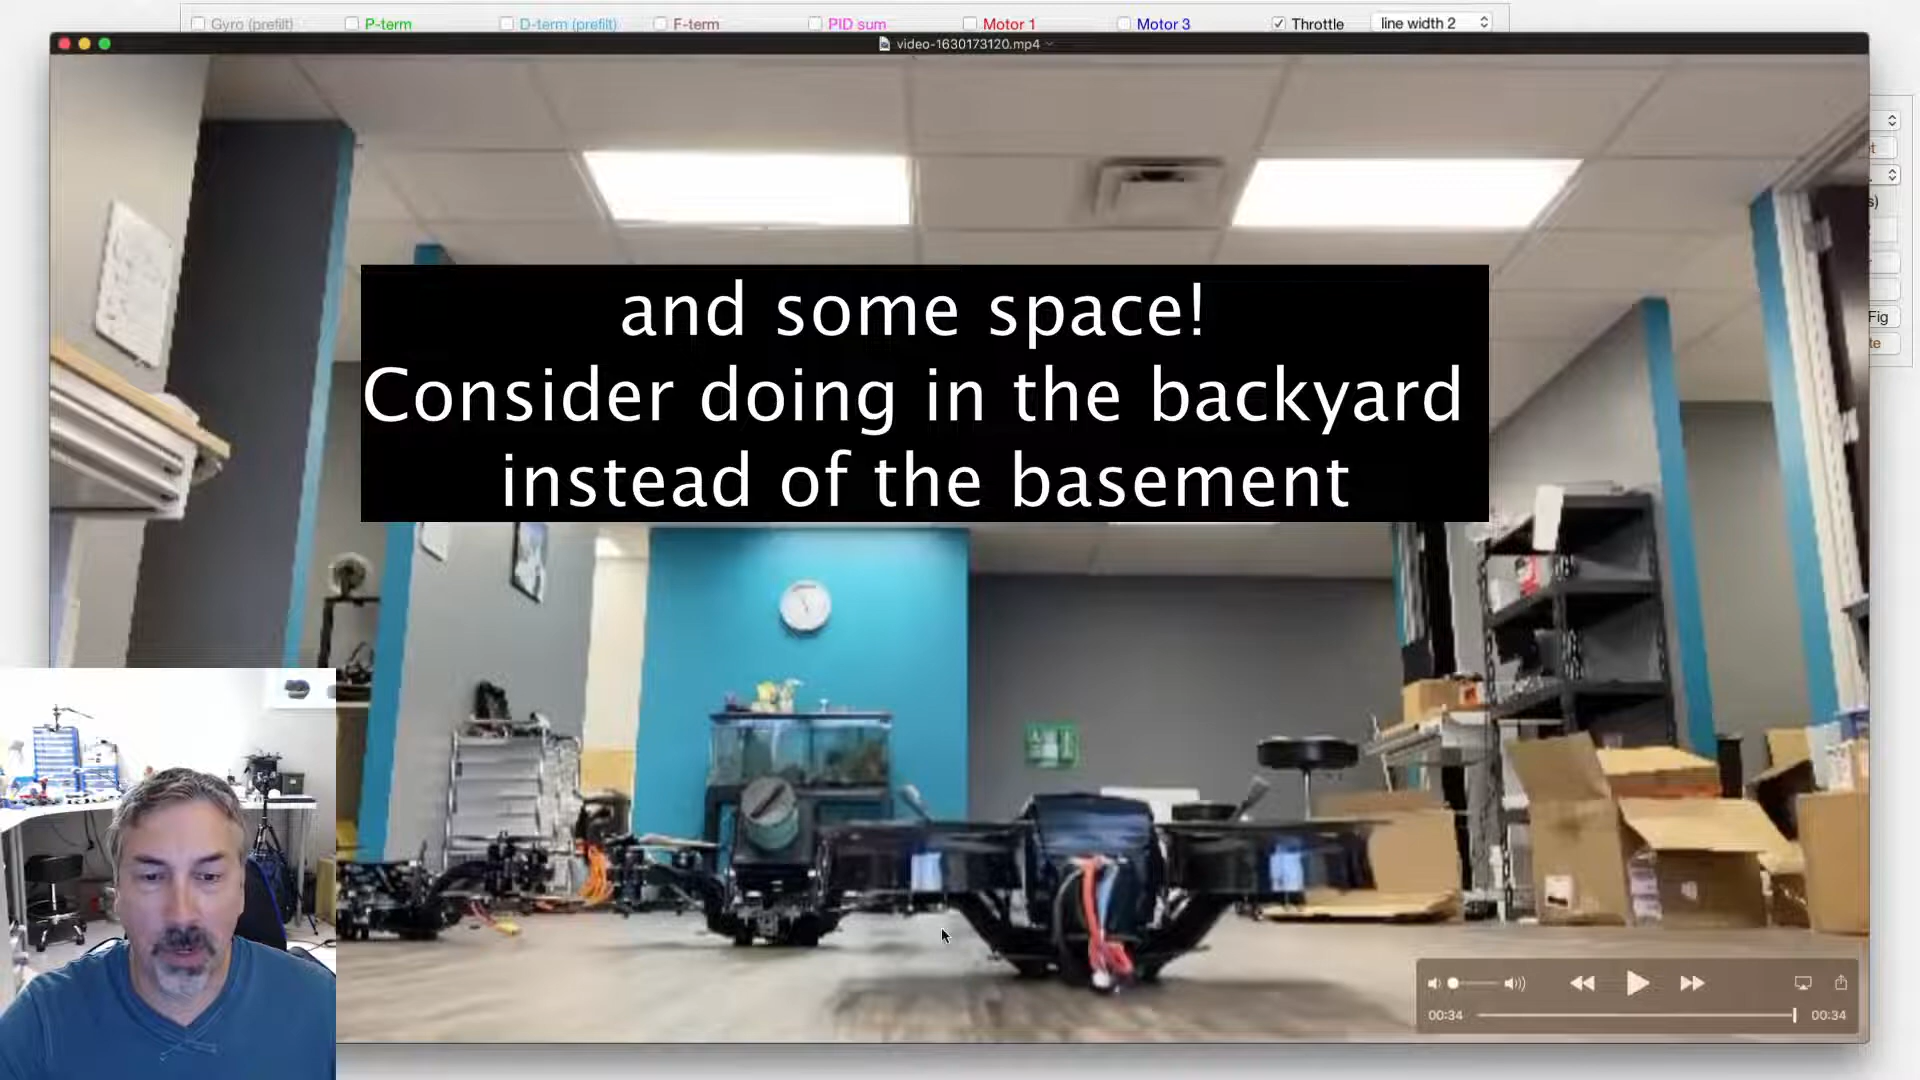 Gyro (prefilt) P-term D-term (prefilt) F-term PID sum Motor 1 Motor 3 Throttle line width 2
video-1630173120.mp4
and some space!
Consider doing in the backyard
instead of the basement
s)
Fig
te
00:34 00:34